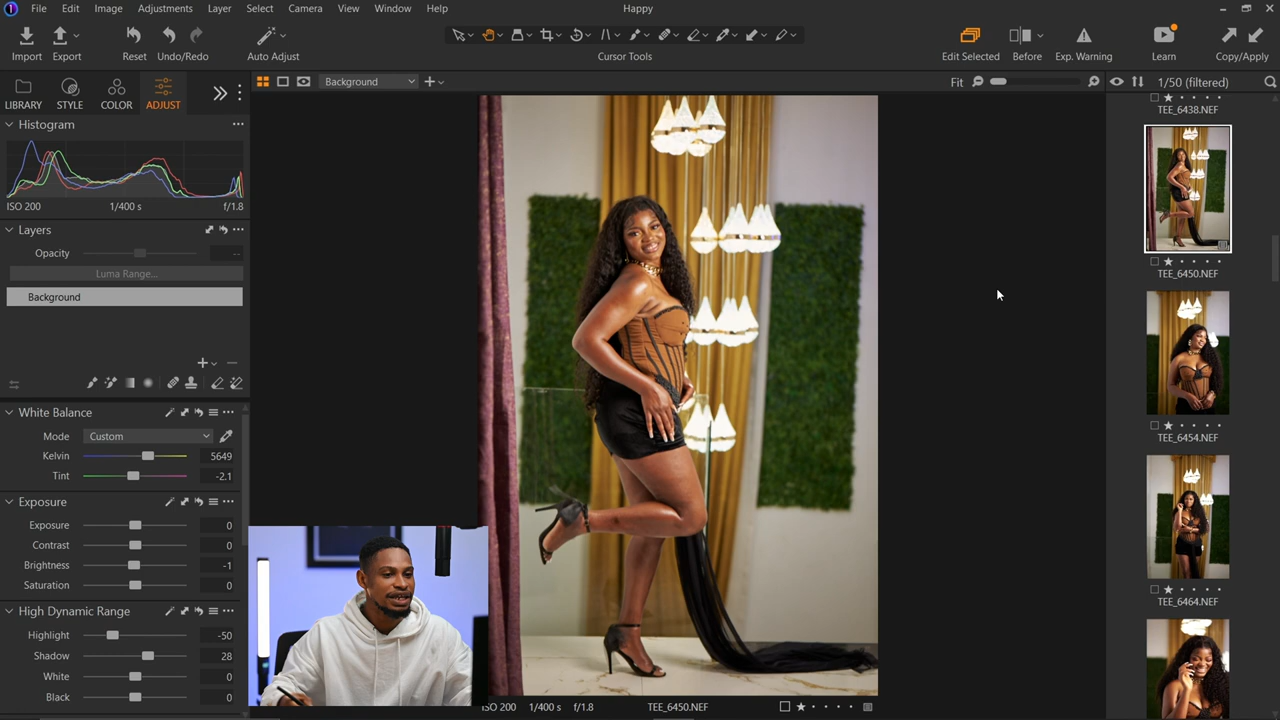 File Edit Image Adjustments Layer Select Camera View Window Help Happy
Import Export Reset Undo/Redo Auto Adjust Cursor Tools Edit Selected Before Exp. Warning Learn Copy/Apply
LIBRARY STYLE COLOR ADJUST
Background
Fit
1/50 (filtered)
Histogram
ISO 200 1/400 s f/1.8
Layers
Opacity --
Luma Range...
Background
White Balance
Mode Custom
Kelvin 5649
Tint -2.1
Exposure
Exposure 0
Contrast 0
Brightness -1
Saturation 0
High Dynamic Range
Highlight -50
Shadow 28
White 0
Black 0
ISO 200 1/400 s f/1.8 TEE_6450.NEF
TEE_6438.NEF
TEE_6450.NEF
TEE_6454.NEF
TEE_6464.NEF